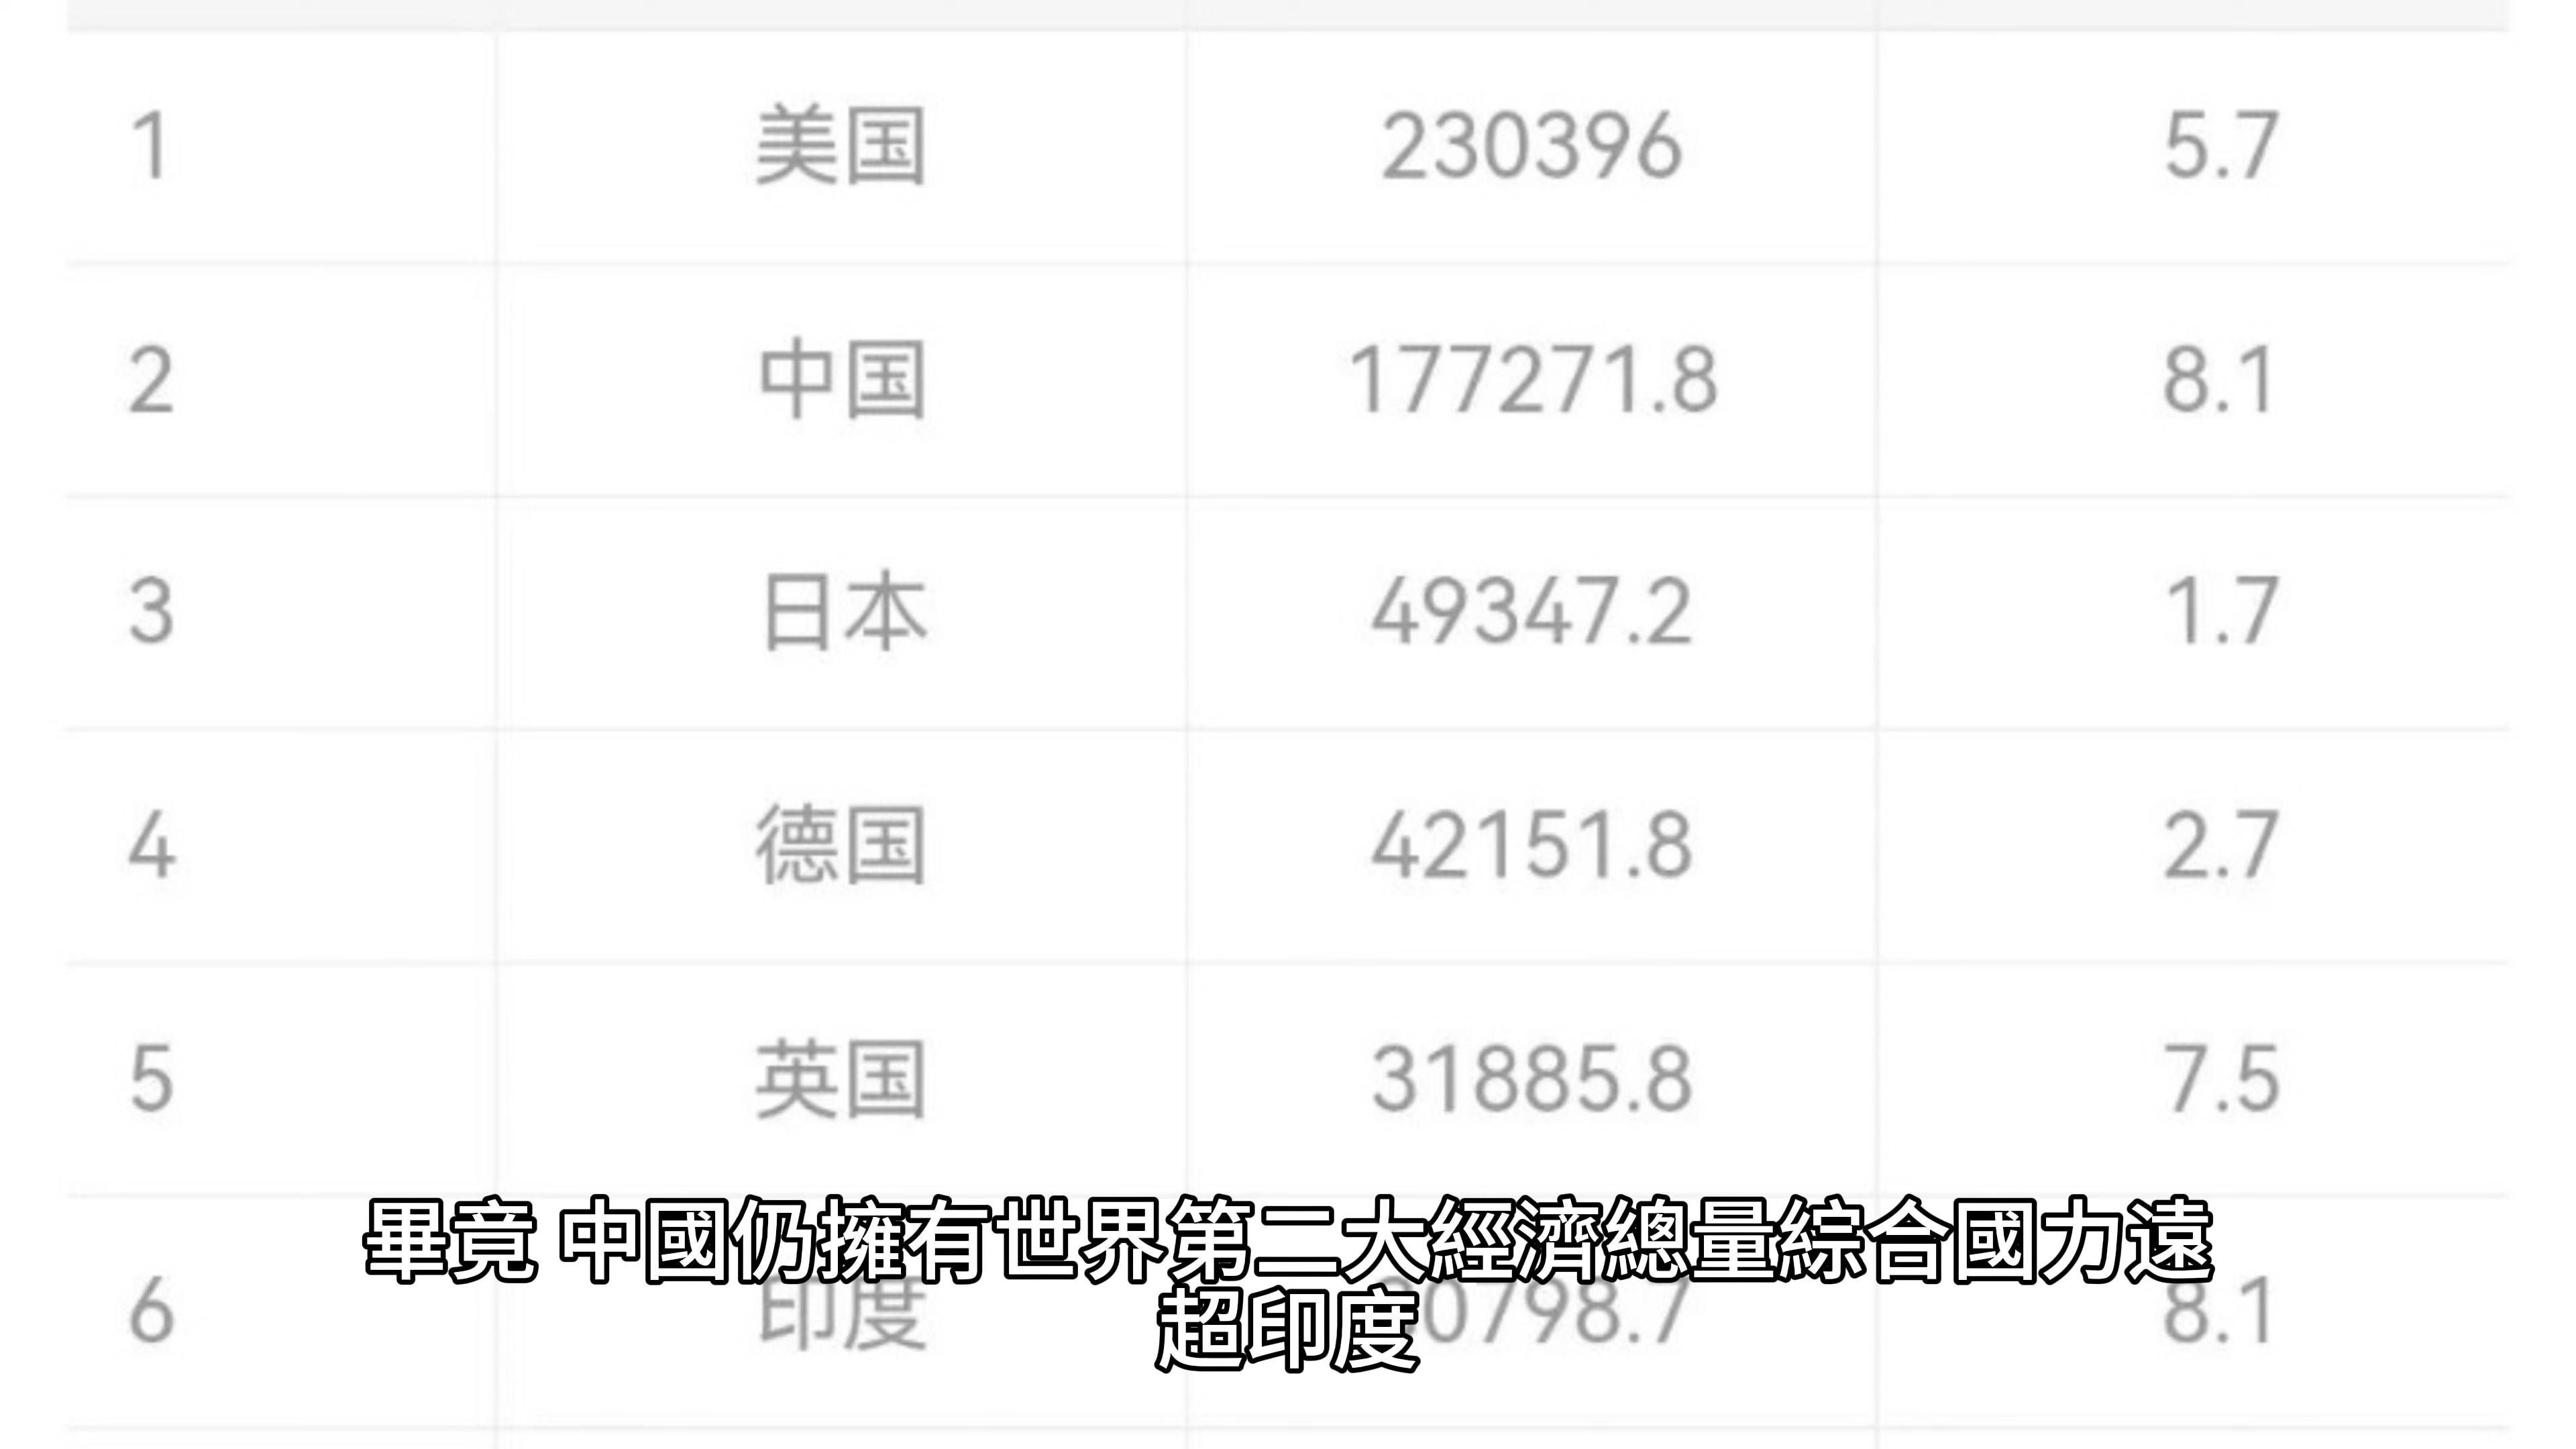 1 美国 230396 5.7
2 中国 177271.8 8.1
3 日本 49347.2 1.7
4 德国 42151.8 2.7
5 英国 31885.8 7.5
畢竟 中國仍擁有世界第二大經濟總量綜合國力遠
超印度
6 印度 0798.7 8.1